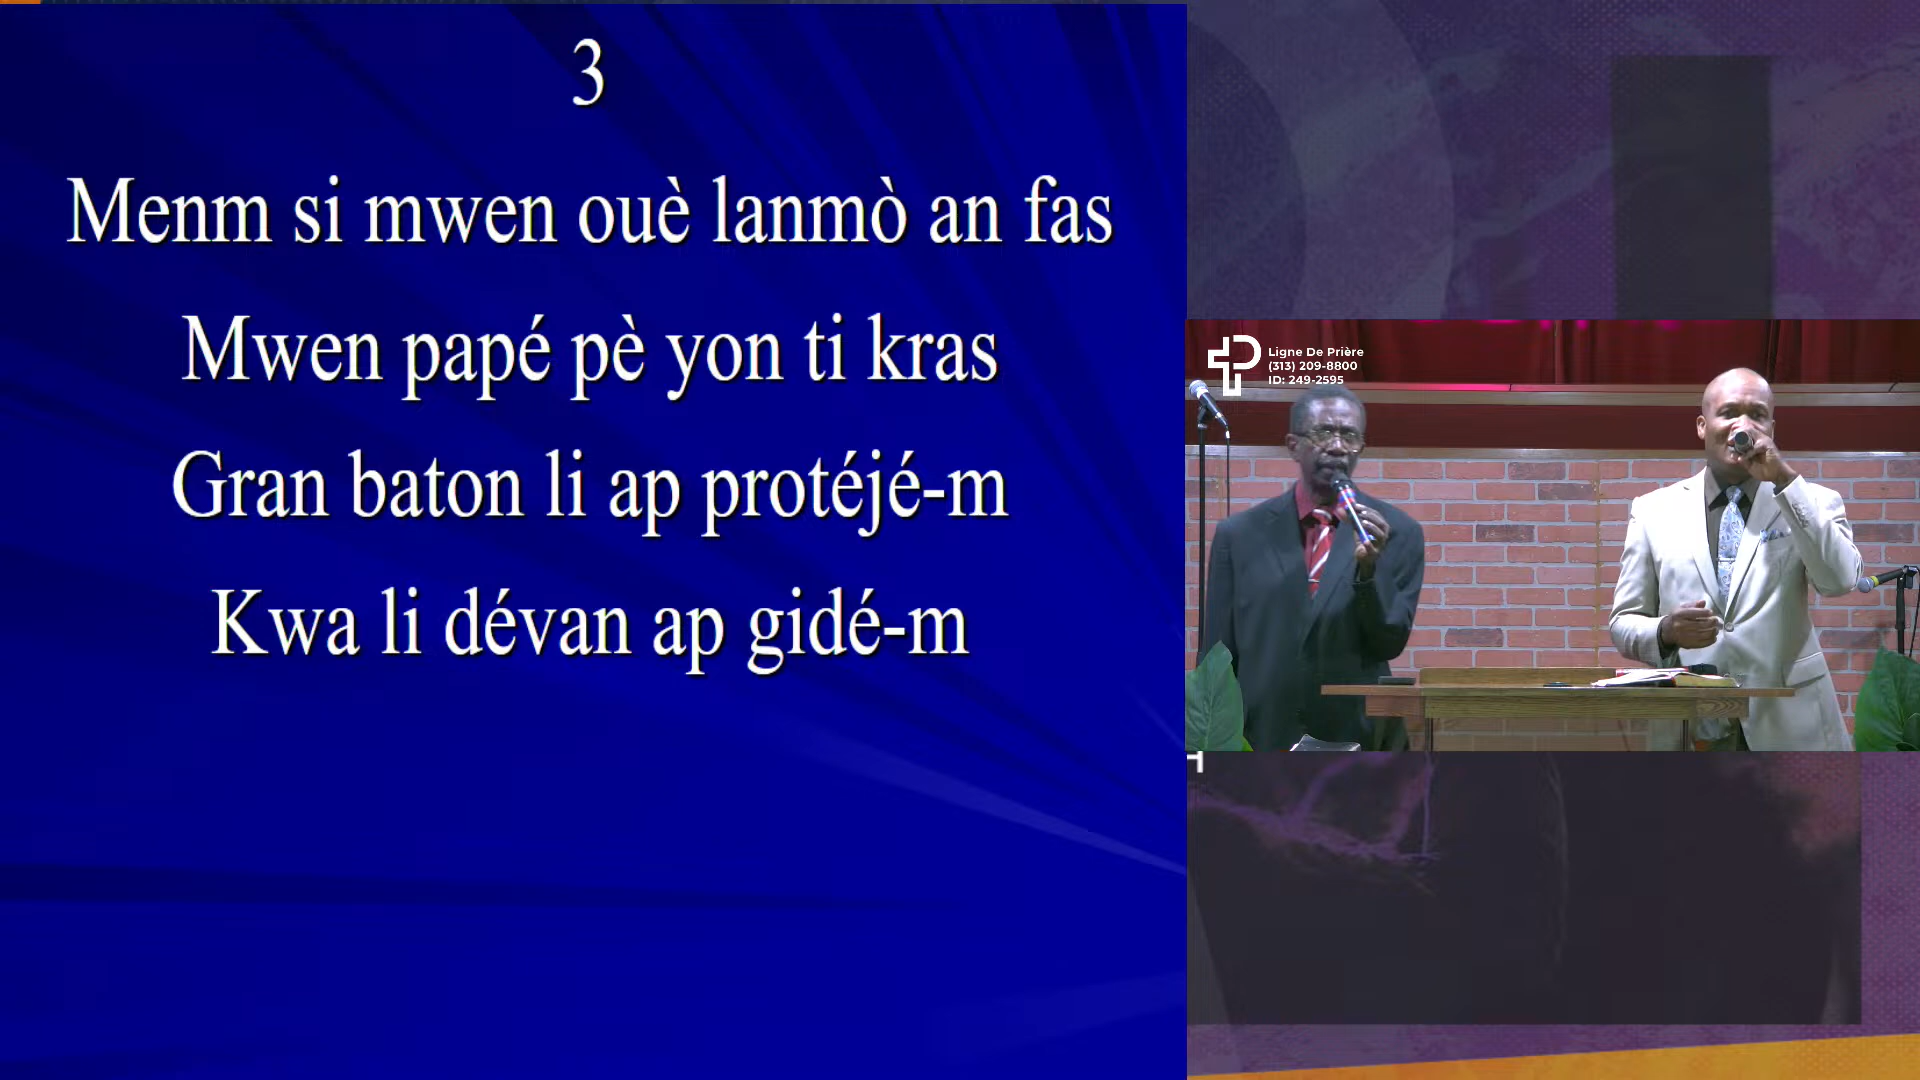 3
Menm si mwen ouè lanmò an fas
Mwen papé pè yon ti kras
Gran baton li ap protéjé-m
Kwa li dévan ap gidé-m
Ligne De Prière
(313) 209-8800
ID: 249-2595
H